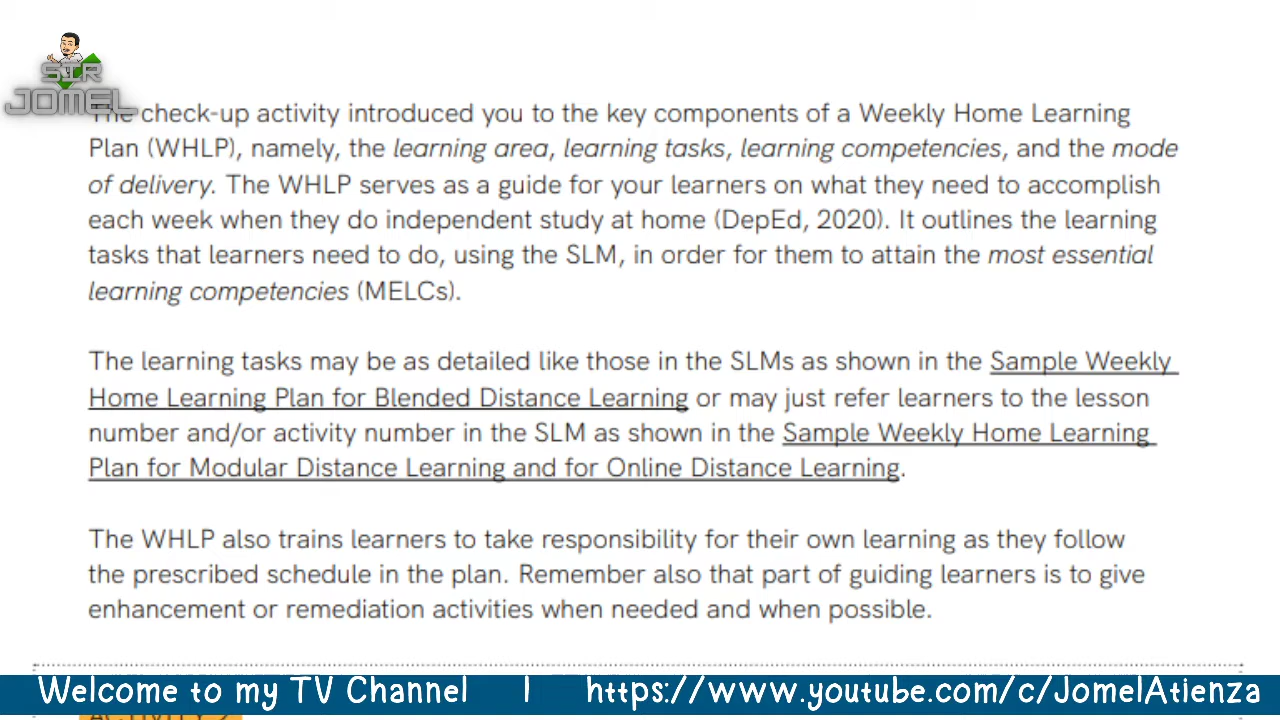 SIR
JOMEL
The check-up activity introduced you to the key components of a Weekly Home Learning
Plan (WHLP), namely, the learning area, learning tasks, learning competencies, and the mode
of delivery. The WHLP serves as a guide for your learners on what they need to accomplish
each week when they do independent study at home (DepEd, 2020). It outlines the learning
tasks that learners need to do, using the SLM, in order for them to attain the most essential
learning competencies (MELCs).
The learning tasks may be as detailed like those in the SLMs as shown in the Sample Weekly
Home Learning Plan for Blended Distance Learning or may just refer learners to the lesson
number and/or activity number in the SLM as shown in the Sample Weekly Home Learning
Plan for Modular Distance Learning and for Online Distance Learning.
The WHLP also trains learners to take responsibility for their own learning as they follow
the prescribed schedule in the plan. Remember also that part of guiding learners is to give
enhancement or remediation activities when needed and when possible.
Welcome to my TV Channel | https://www.youtube.com/c/JomelAtienza